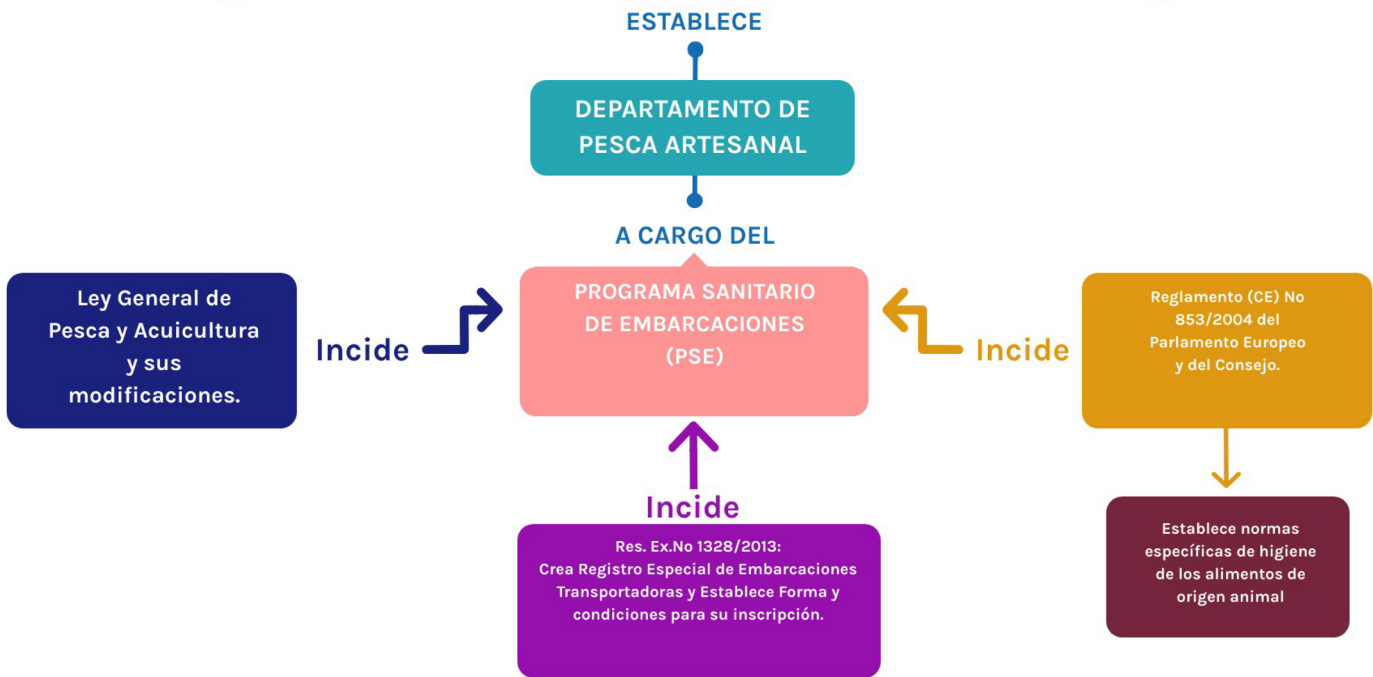 ESTABLECE
DEPARTAMENTO DE
PESCA ARTESANAL
A CARGO DEL
PROGRAMA SANITARIO
DE EMBARCACIONES
(PSE)
Ley General de
Pesca y Acuicultura
y sus
modificaciones.
Incide
Incide
Reglamento (CE) No
853/2004 del
Parlamento Europeo
y del Consejo.
Incide
Res. Ex.No 1328/2013:
Crea Registro Especial de Embarcaciones
Transportadoras y Establece Forma y
condiciones para su inscripción.
Establece normas
específicas de higiene
de los alimentos de
origen animal